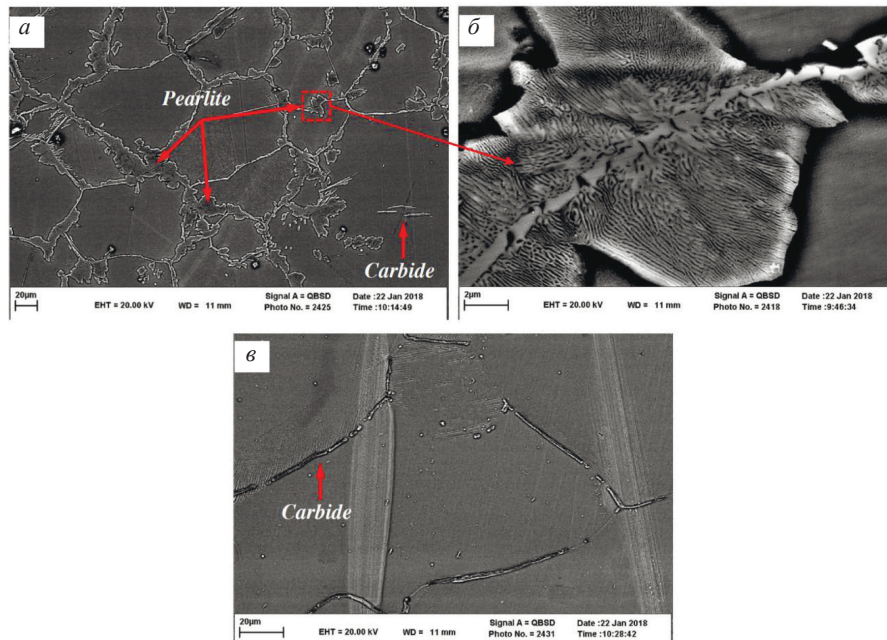 а
Pearlite
Carbide
20µm
EHT = 20.00 kV
WD = 11 mm
Signal A = QBSD
Photo No. = 2425
Date :22 Jan 2018
Time :10:14:49
б
2µm
EHT = 20.00 kV
WD = 11 mm
Signal A = QBSD
Photo No. = 2418
Date :22 Jan 2018
Time :9:46:34
в
Carbide
20µm
EHT = 20.00 kV
WD = 11 mm
Signal A = QBSD
Photo No. = 2431
Date :22 Jan 2018
Time :10:28:42